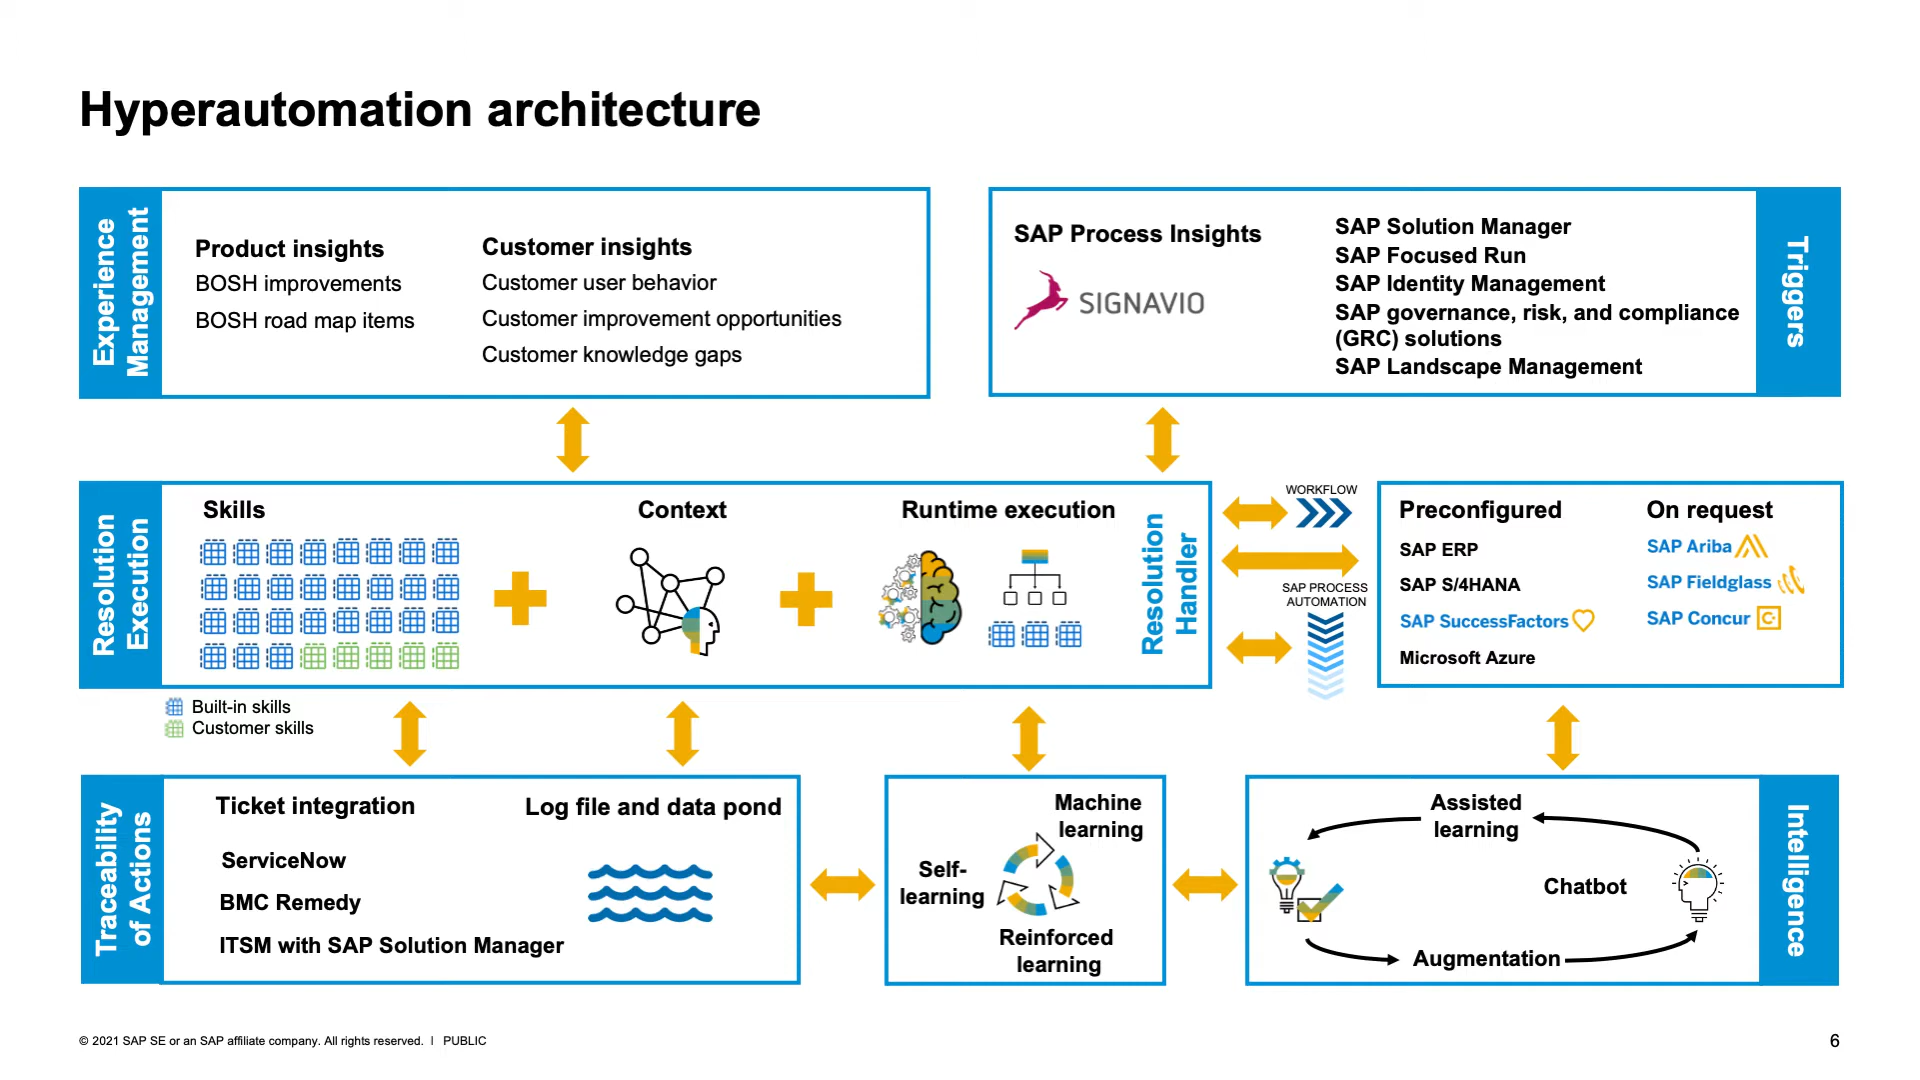 Hyperautomation architecture
Experience
Management
Product insights
BOSH improvements
BOSH road map items
Customer insights
Customer user behavior
Customer improvement opportunities
Customer knowledge gaps
SAP Process Insights
SIGNAVIO
SAP Solution Manager
SAP Focused Run
SAP Identity Management
SAP governance, risk, and compliance
(GRC) solutions
SAP Landscape Management
Triggers
Resolution
Execution
Skills
Context
Runtime execution
Resolution
Handler
WORKFLOW
SAP PROCESS
AUTOMATION
Preconfigured
SAP ERP
SAP S/4HANA
SAP SuccessFactors
Microsoft Azure
On request
SAP Ariba
SAP Fieldglass
SAP Concur C
Built-in skills
Customer skills
Traceability
of Actions
Ticket integration
ServiceNow
BMC Remedy
ITSM with SAP Solution Manager
Log file and data pond
Machine
learning
Self-
learning
Reinforced
learning
Assisted
learning
Chatbot
Augmentation
Intelligence
© 2021 SAP SE or an SAP affiliate company. All rights reserved. | PUBLIC
6